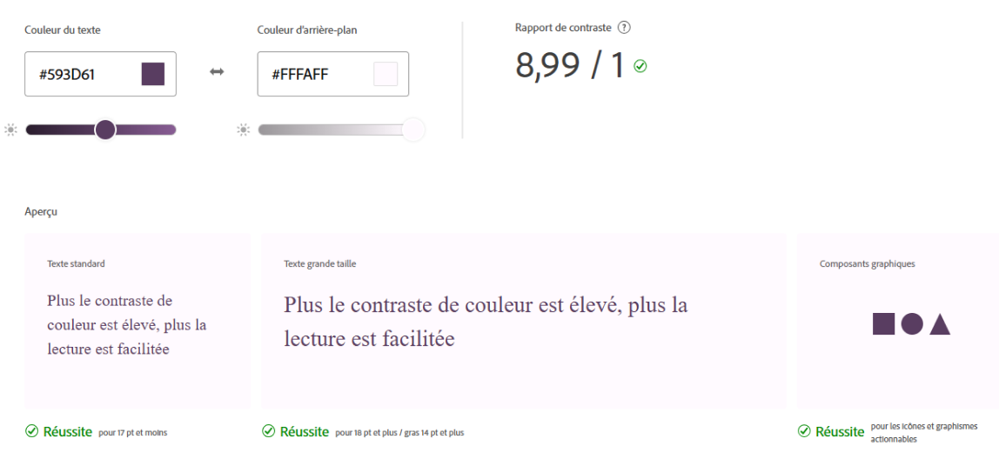 Couleur du texte
Couleur d'arrière-plan
Rapport de contraste ?
#593D61
#FFFAFF
8,99 / 1
Aperçu
Texte standard
Plus le contraste de
couleur est élevé, plus la
lecture est facilitée
Texte grande taille
Plus le contraste de couleur est élevé, plus la
lecture est facilitée
Composants graphiques
Réussite pour 17 pt et moins
Réussite pour 18 pt et plus / gras 14 pt et plus
Réussite pour les icônes et graphismes
actionnables